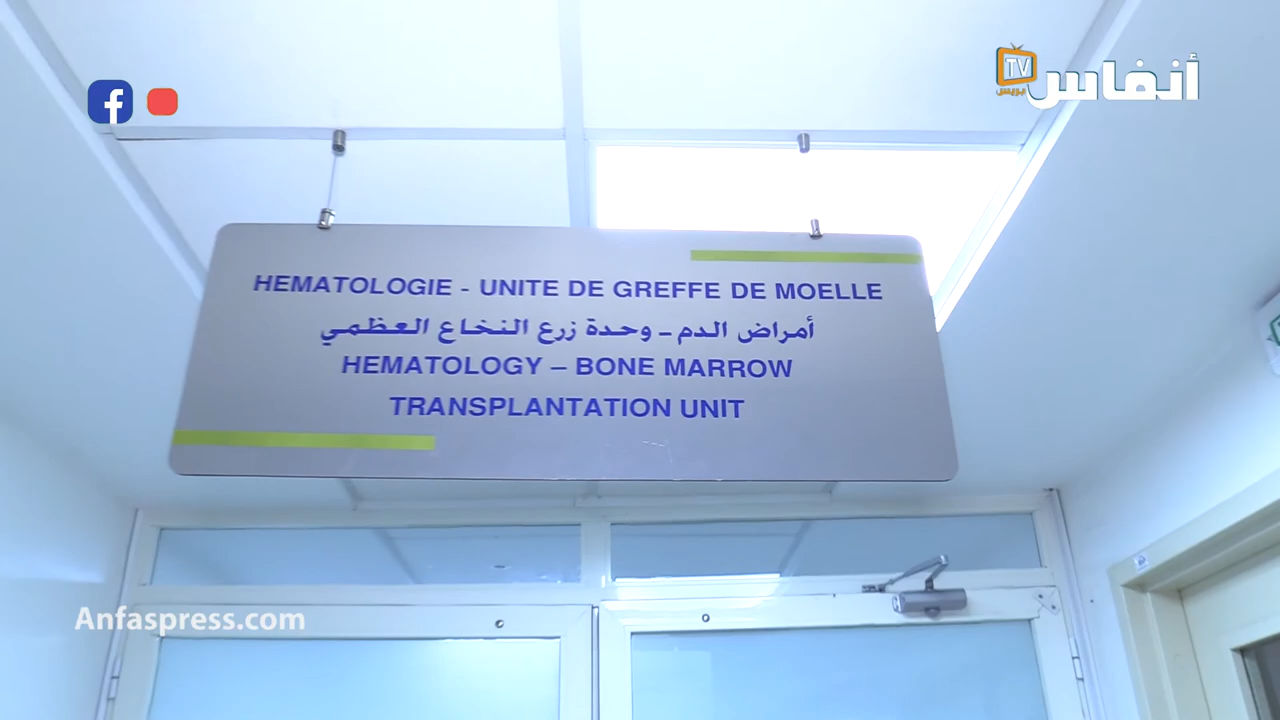 TV
بريس
أنفاس
HEMATOLOGIE - UNITE DE GREFFE DE MOELLE
أمراض الدم - وحدة زرع النخاع العظمي
HEMATOLOGY – BONE MARROW
TRANSPLANTATION UNIT
Anfaspress.com